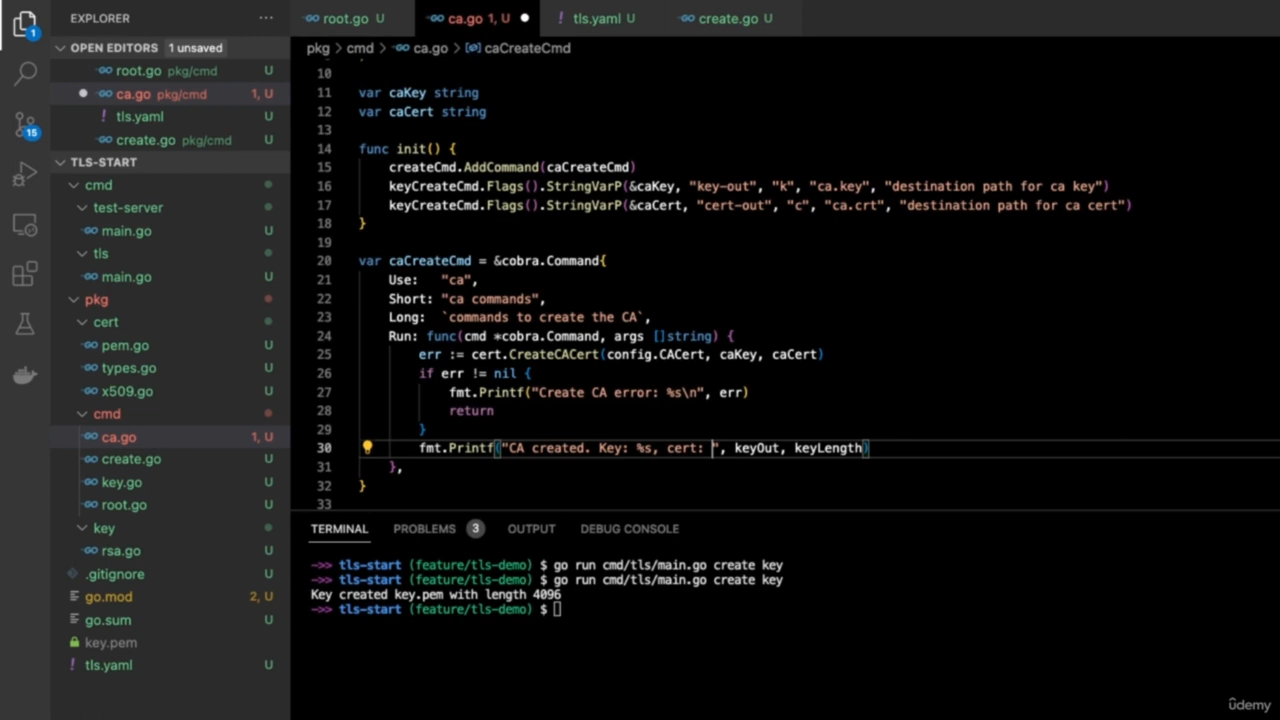 EXPLORER
OPEN EDITORS 1 unsaved
root.go pkg/cmd U
ca.go pkg/cmd 1, U
tls.yaml U
create.go pkg/cmd U
TLS-START
cmd
test-server
main.go U
tls
main.go U
pkg
cert
pem.go U
types.go U
x509.go U
cmd
ca.go 1, U
create.go U
key.go U
root.go U
key
rsa.go U
.gitignore U
go.mod 2, U
go.sum U
key.pem
tls.yaml U
1
15
root.go U
ca.go 1, U
tls.yaml U
create.go U
pkg > cmd > ca.go > caCreateCmd
10
11 var caKey string
12 var caCert string
13
14 func init() {
15 createCmd.AddCommand(caCreateCmd)
16 keyCreateCmd.Flags().StringVarP(&caKey, "key-out", "k", "ca.key", "destination path for ca key")
17 keyCreateCmd.Flags().StringVarP(&caCert, "cert-out", "c", "ca.crt", "destination path for ca cert")
18 }
19
20 var caCreateCmd = &cobra.Command{
21 Use: "ca",
22 Short: "ca commands",
23 Long: `commands to create the CA`,
24 Run: func(cmd *cobra.Command, args []string) {
25 err := cert.CreateCACert(config.CACert, caKey, caCert)
26 if err != nil {
27 fmt.Printf("Create CA error: %s\n", err)
28 return
29 }
30 fmt.Printf("CA created. Key: %s, cert: ", keyOut, keyLength)
31 },
32 }
33
TERMINAL PROBLEMS 3 OUTPUT DEBUG CONSOLE
->> tls-start (feature/tls-demo) $ go run cmd/tls/main.go create key
->> tls-start (feature/tls-demo) $ go run cmd/tls/main.go create key
Key created key.pem with length 4096
->> tls-start (feature/tls-demo) $
ûdemy